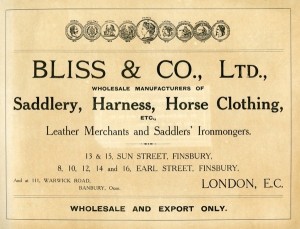 BLISS & CO., LTD.,
WHOLESALE MANUFACTURERS OF
Saddlery, Harness, Horse Clothing,
ETC.,
Leather Merchants and Saddlers' Ironmongers.
13 & 15, SUN STREET, FINSBURY,
8, 10, 12, 14 and 16, EARL STREET, FINSBURY,
And at 111, WARWICK ROAD,
BANBURY, Oxon.
LONDON, E.C.
WHOLESALE AND EXPORT ONLY.